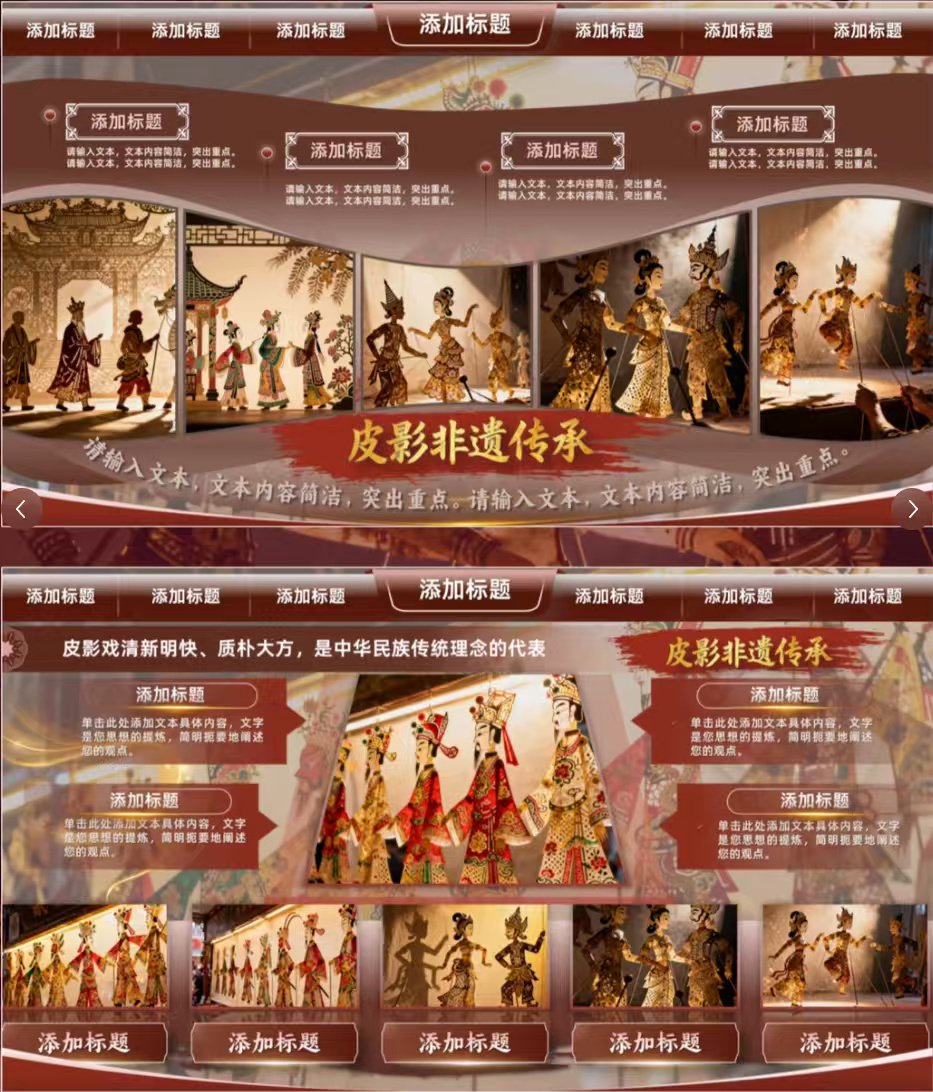 添加标题 添加标题 添加标题 添加标题 添加标题 添加标题 添加标题
添加标题
请输入文本，文本内容简洁，突出重点。
请输入文本，文本内容简洁，突出重点。
添加标题
请输入文本，文本内容简洁，突出重点。
请输入文本，文本内容简洁，突出重点。
添加标题
请输入文本，文本内容简洁，突出重点。
请输入文本，文本内容简洁，突出重点。
添加标题
请输入文本，文本内容简洁，突出重点。
请输入文本，文本内容简洁，突出重点。
皮影非遗传承
请输入文本，文本内容简洁，突出重点。请输入文本，文本内容简洁，突出重点。
添加标题 添加标题 添加标题 添加标题 添加标题 添加标题 添加标题
皮影戏清新明快、质朴大方，是中华民族传统理念的代表
皮影非遗传承
添加标题
单击此处添加文本具体内容，文字
是您思想的提炼，简明扼要地阐述
您的观点。
添加标题
单击此处添加文本具体内容，文字
是您思想的提炼，简明扼要地阐述
您的观点。
添加标题
单击此处添加文本具体内容，文字
是您思想的提炼，简明扼要地阐述
您的观点。
添加标题
单击此处添加文本具体内容，文字
是您思想的提炼，简明扼要地阐述
您的观点。
添加标题 添加标题 添加标题 添加标题 添加标题